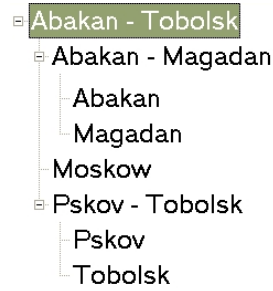 Abakan - Tobolsk
Abakan - Magadan
Abakan
Magadan
Moskow
Pskov - Tobolsk
Pskov
Tobolsk